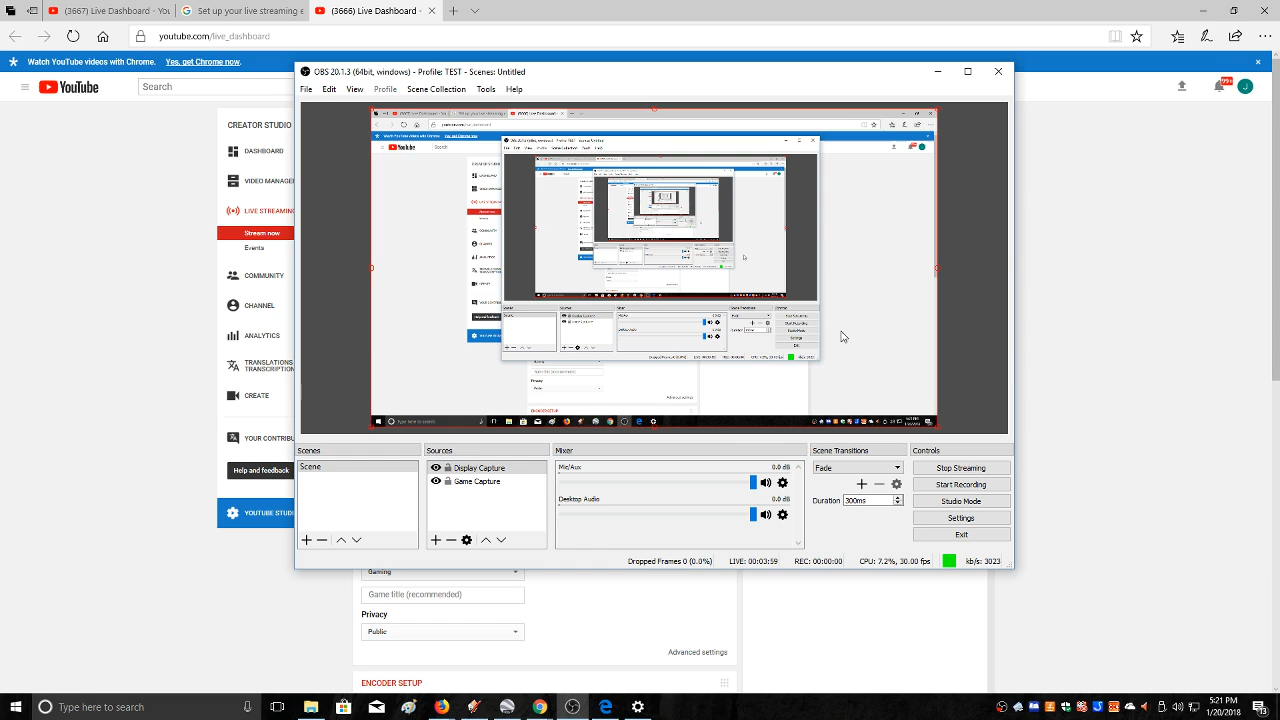 (3667) Live Dashboard - You
Set up your live streaming e
(3666) Live Dashboard -
youtube.com/live_dashboard
Watch YouTube videos with Chrome. Yes, get Chrome now.
YouTube
Search
99+
J
OBS 20.1.3 (64bit, windows) - Profile: TEST - Scenes: Untitled
File Edit View Profile Scene Collection Tools Help
CREATOR STUDIO
DASHBOARD
VIDEO MANAGE
LIVE STREAMING
Stream now
Events
COMMUNITY
CHANNEL
ANALYTICS
TRANSLATIONS
TRANSCRIPTION
CREATE
YOUR CONTRIBU
Help and feedback
YOUTUBE STUDI
Scenes
Scene
Sources
Display Capture
Game Capture
Mixer
Mic/Aux 0.0 dB
Desktop Audio 0.0 dB
Scene Transitions
Fade
Duration 300ms
Controls
Stop Streaming
Start Recording
Studio Mode
Settings
Exit
Dropped Frames 0 (0.0%) LIVE: 00:03:59 REC: 00:00:00 CPU: 7.2%, 30.00 fps kb/s: 3023
Gaming
Game title (recommended)
Privacy
Public
Advanced settings
ENCODER SETUP
Type here to search
5:21 PM
1/20/2018